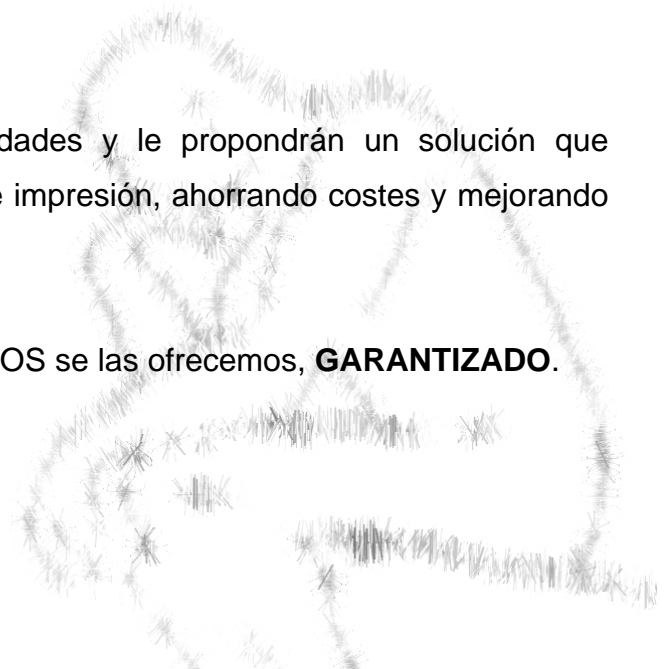 dades y le propondrán un solución que
e impresión, ahorrando costes y mejorando
OS se las ofrecemos, GARANTIZADO.